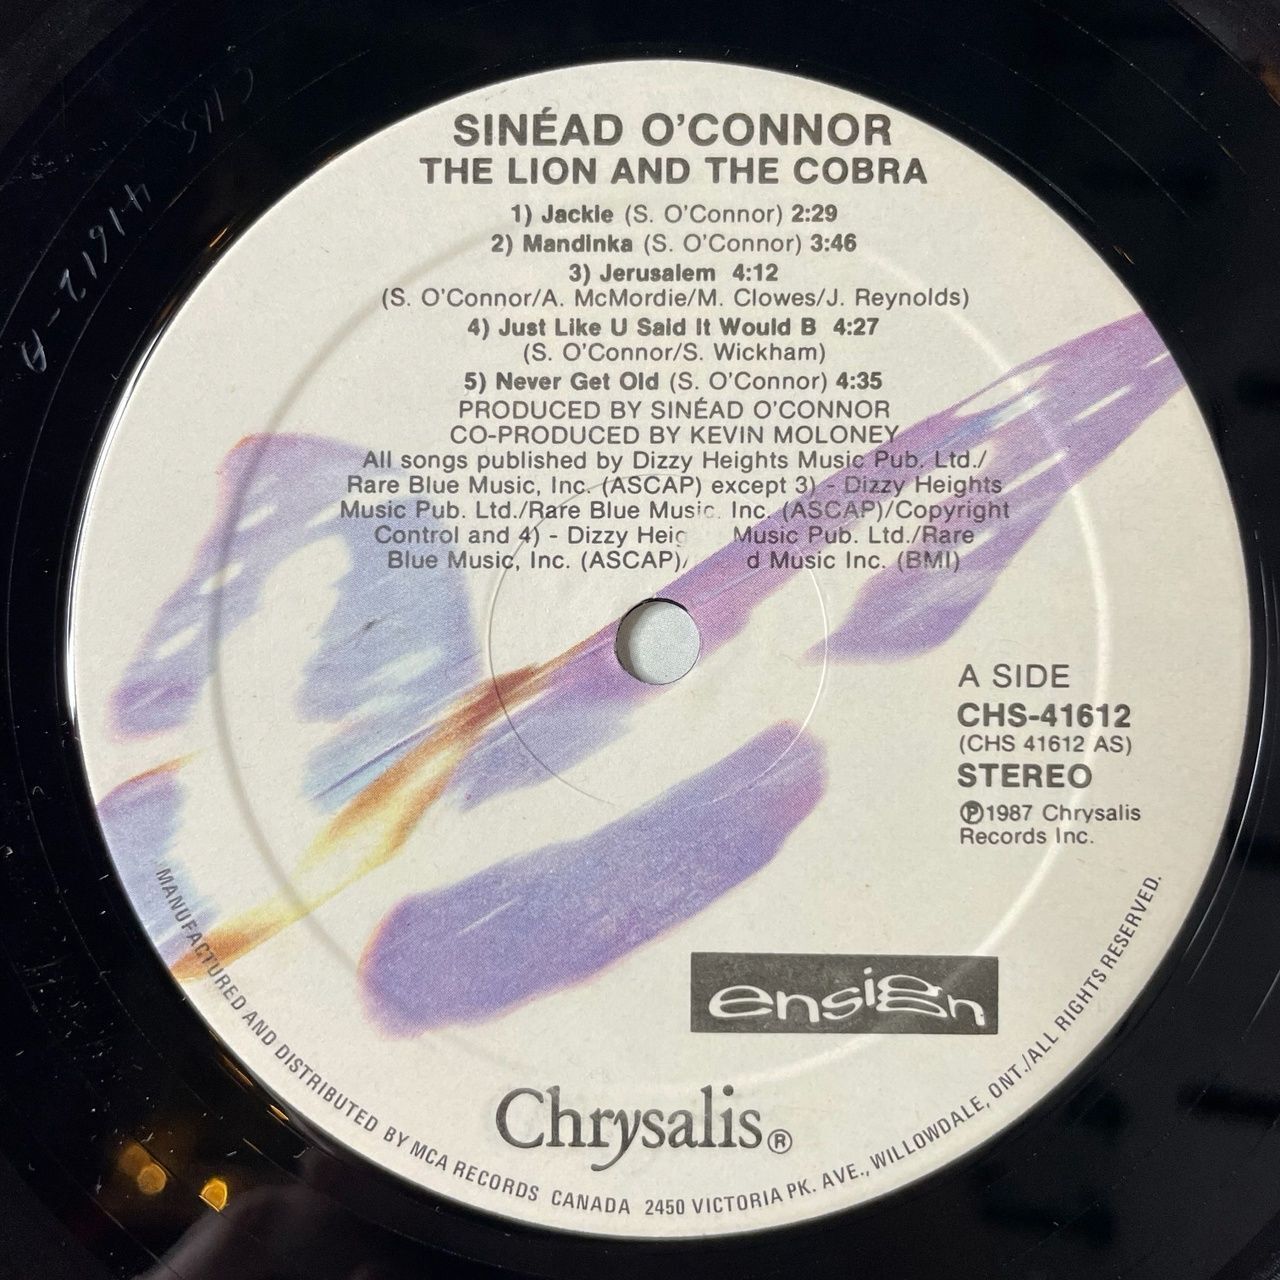 SINÉAD O'CONNOR
THE LION AND THE COBRA
1) Jackie (S. O'Connor) 2:29
2) Mandinka (S. O'Connor) 3:46
3) Jerusalem 4:12
(S. O'Connor/A. McMordie/M. Clowes/J. Reynolds)
4) Just Like U Said It Would B 4:27
(S. O'Connor/S. Wickham)
5) Never Get Old (S. O'Connor) 4:35
PRODUCED BY SINÉAD O'CONNOR
CO-PRODUCED BY KEVIN MOLONEY
All songs published by Dizzy Heights Music Pub. Ltd./
Rare Blue Music, Inc. (ASCAP) except 3) - Dizzy Heights
Music Pub. Ltd./Rare Blue Music. Inc. (ASCAP)/Copyright
Control and 4) - Dizzy Heig Music Pub. Ltd./Rare
Blue Music, Inc. (ASCAP)/ d Music Inc. (BMI)
A SIDE
CHS-41612
(CHS 41612 AS)
STEREO
Ⓟ1987 Chrysalis
Records Inc.
ensign
Chrysalis®
MANUFACTURED AND DISTRIBUTED BY MCA RECORDS CANADA 2450 VICTORIA PK. AVE., WILLOWDALE, ONT./ALL RIGHTS RESERVED.
CHS 41612-A